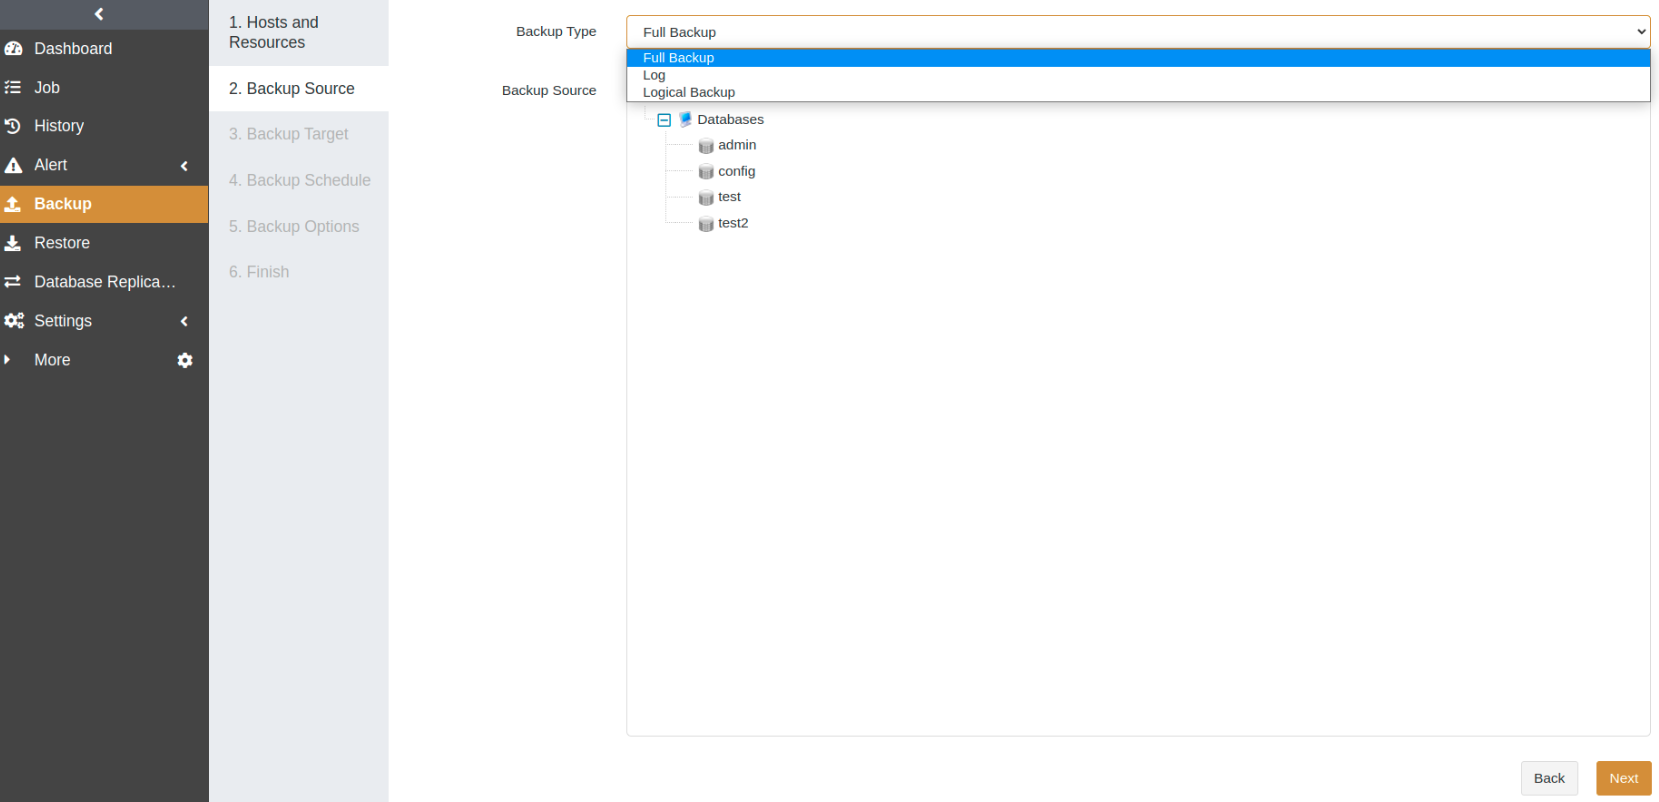 Dashboard
Job
History
Alert
Backup
Restore
Database Replica...
Settings
More
1. Hosts and
Resources
2. Backup Source
3. Backup Target
4. Backup Schedule
5. Backup Options
6. Finish
Backup Type
Full Backup
Full Backup
Log
Logical Backup
Backup Source
Databases
admin
config
test
test2
Back
Next